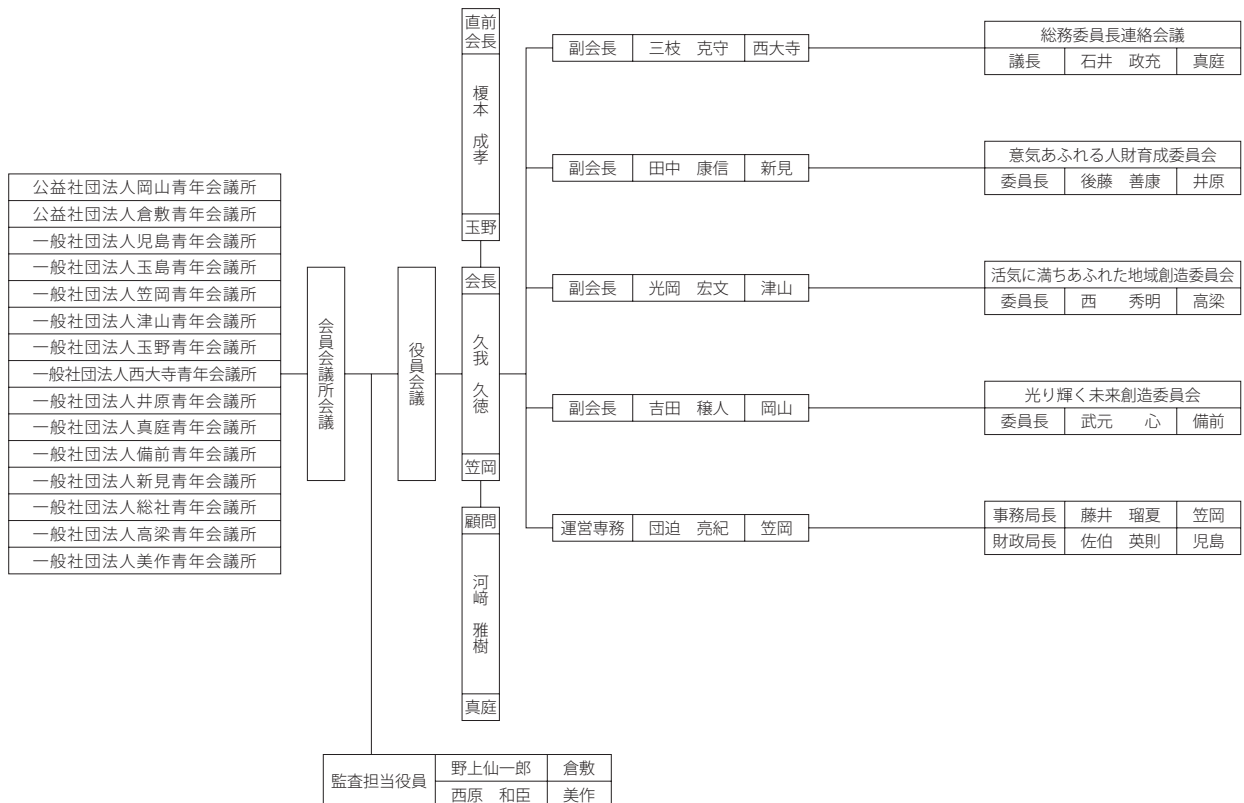 公益社団法人岡山青年会議所
公益社団法人倉敷青年会議所
一般社団法人児島青年会議所
一般社団法人玉島青年会議所
一般社団法人笠岡青年会議所
一般社団法人津山青年会議所
一般社団法人玉野青年会議所
一般社団法人西大寺青年会議所
一般社団法人井原青年会議所
一般社団法人真庭青年会議所
一般社団法人備前青年会議所
一般社団法人新見青年会議所
一般社団法人総社青年会議所
一般社団法人高梁青年会議所
一般社団法人美作青年会議所
会員会議所会議
役員会議
直前
会長
榎本 成孝
玉野
会長
久我 久徳
笠岡
顧問
河﨑 雅樹
真庭
副会長 三枝 克守 西大寺
総務委員長連絡会議
議長 石井 政充 真庭
副会長 田中 康信 新見
意気あふれる人財育成委員会
委員長 後藤 善康 井原
副会長 光岡 宏文 津山
活気に満ちあふれた地域創造委員会
委員長 西 秀明 高梁
副会長 吉田 穣人 岡山
光り輝く未来創造委員会
委員長 武元 心 備前
運営専務 団迫 亮紀 笠岡
事務局長 藤井 瑠夏 笠岡
財政局長 佐伯 英則 児島
監査担当役員
野上仙一郎 倉敷
西原 和臣 美作